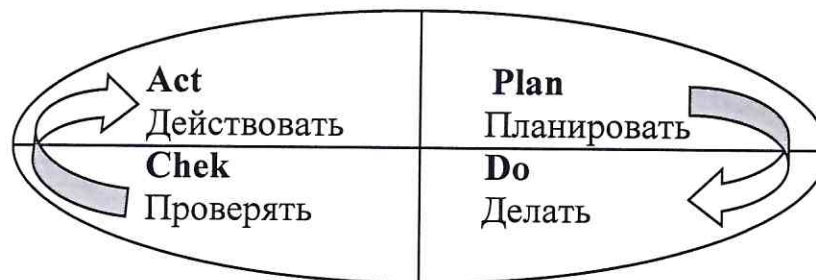 Act
Действовать
Plan
Планировать
Chek
Проверять
Do
Делать